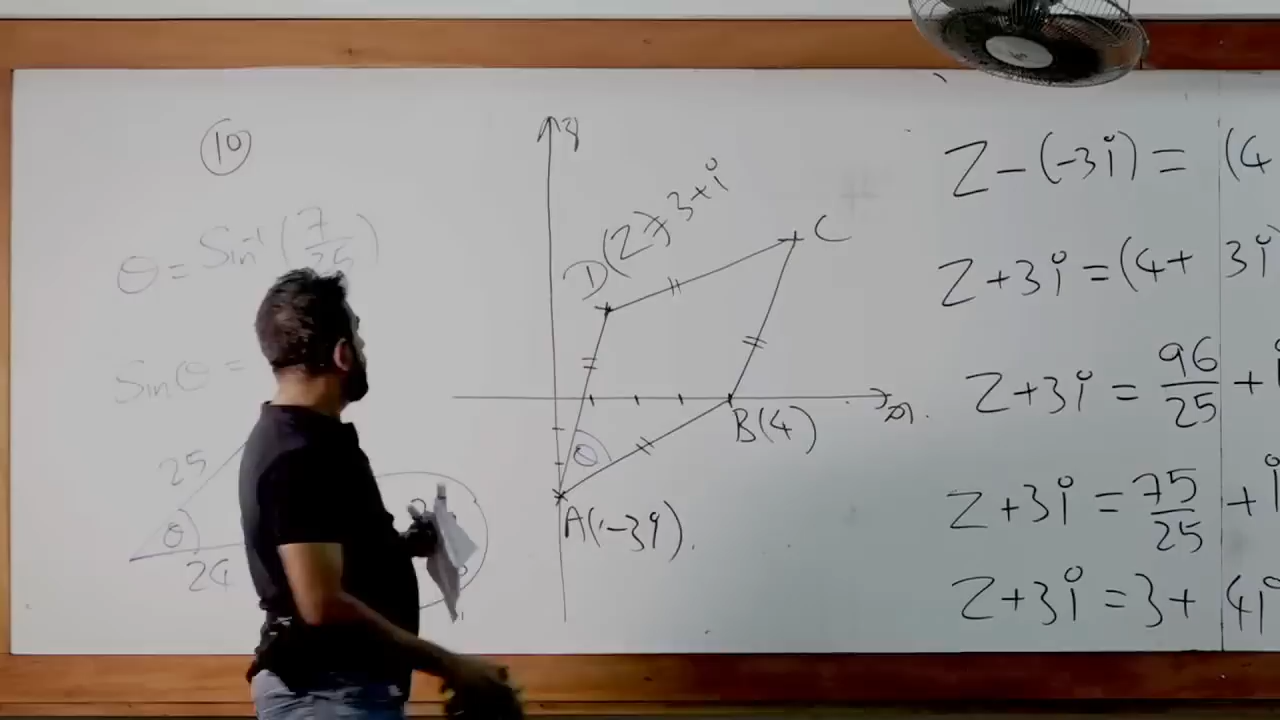 10
θ = Sin⁻¹(7/25)
Sinθ =
25
θ
24
y
D(z) = 3+i
C
B(4)
x
θ
A(-3i)
Z-(-3i) = (4
Z+3i = (4+ 3i)
Z+3i = 96/25 + i
Z+3i = 75/25 + i
Z+3i = 3+ 4i